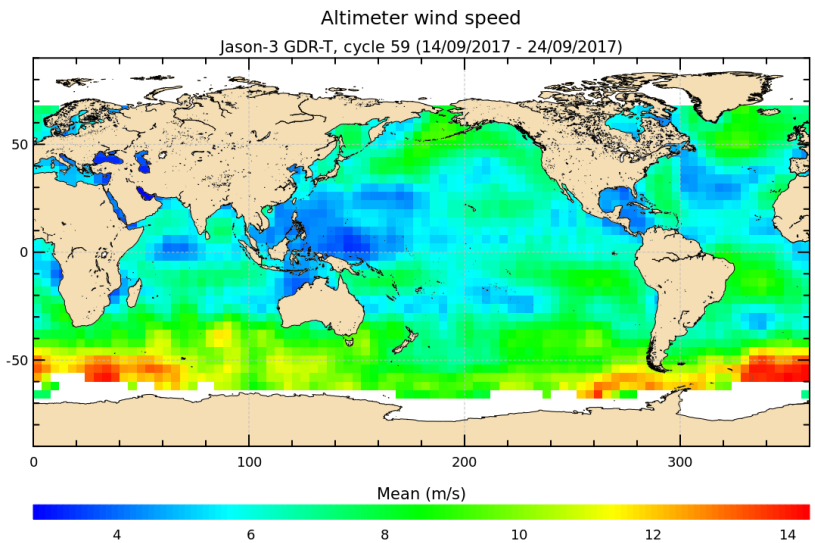 Altimeter wind speed
Jason-3 GDR-T, cycle 59 (14/09/2017 - 24/09/2017)
50
0
-50
0 100 200 300
Mean (m/s)
4 6 8 10 12 14